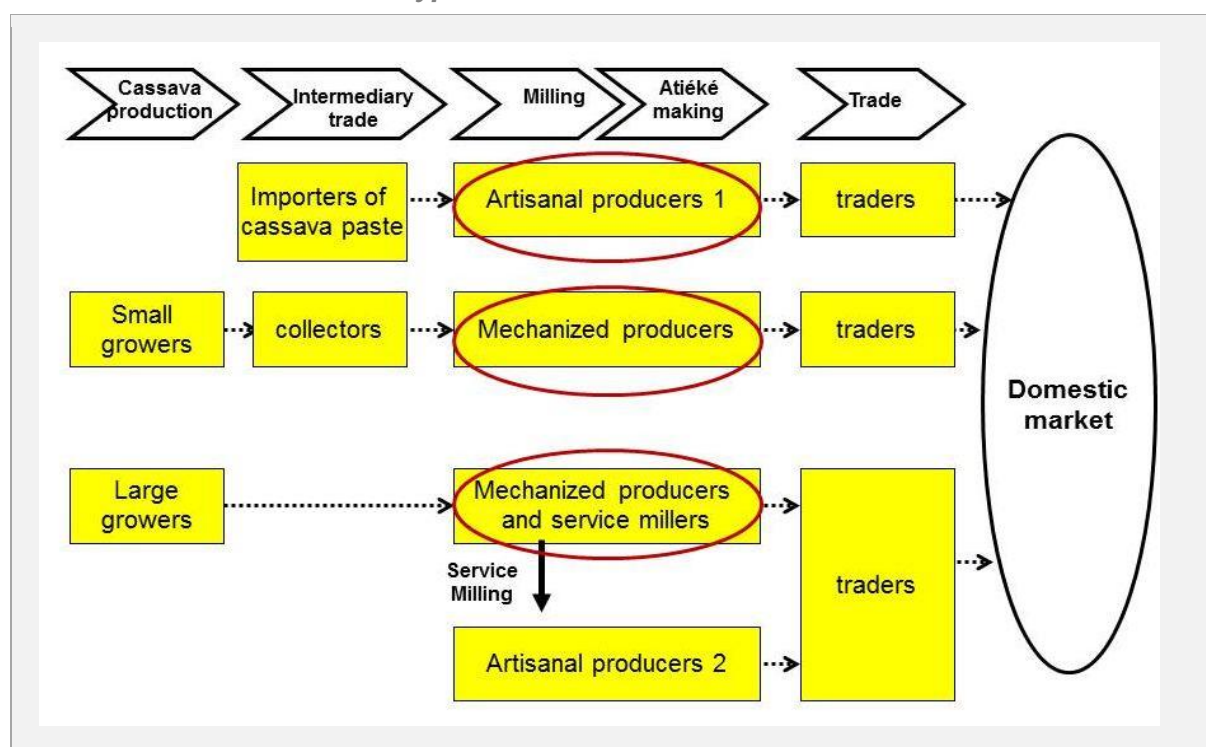 Cassava
production
Intermediary
trade
Milling
Atiéké
making
Trade
Importers of
cassava paste
Artisanal producers 1
traders
Small
growers
collectors
Mechanized producers
traders
Domestic
market
Large
growers
Mechanized producers
and service millers
Service
Milling
traders
Artisanal producers 2